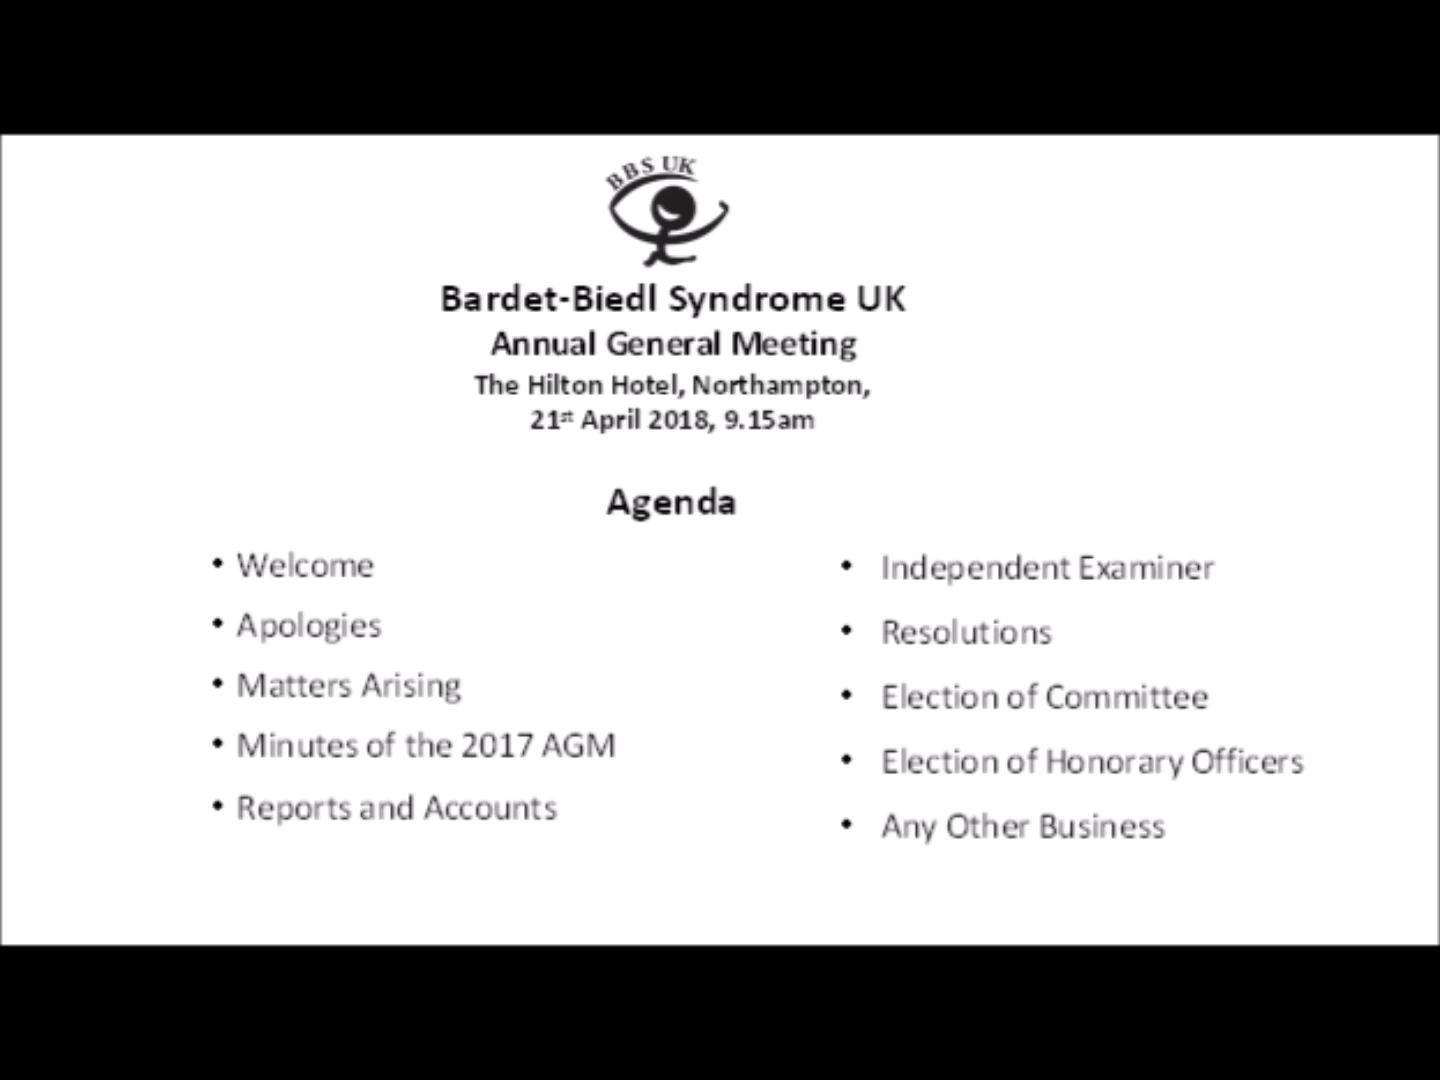 BBS UK
Bardet-Biedl Syndrome UK
Annual General Meeting
The Hilton Hotel, Northampton,
21st April 2018, 9.15am
Agenda
• Welcome
• Apologies
• Matters Arising
• Minutes of the 2017 AGM
• Reports and Accounts
• Independent Examiner
• Resolutions
• Election of Committee
• Election of Honorary Officers
• Any Other Business